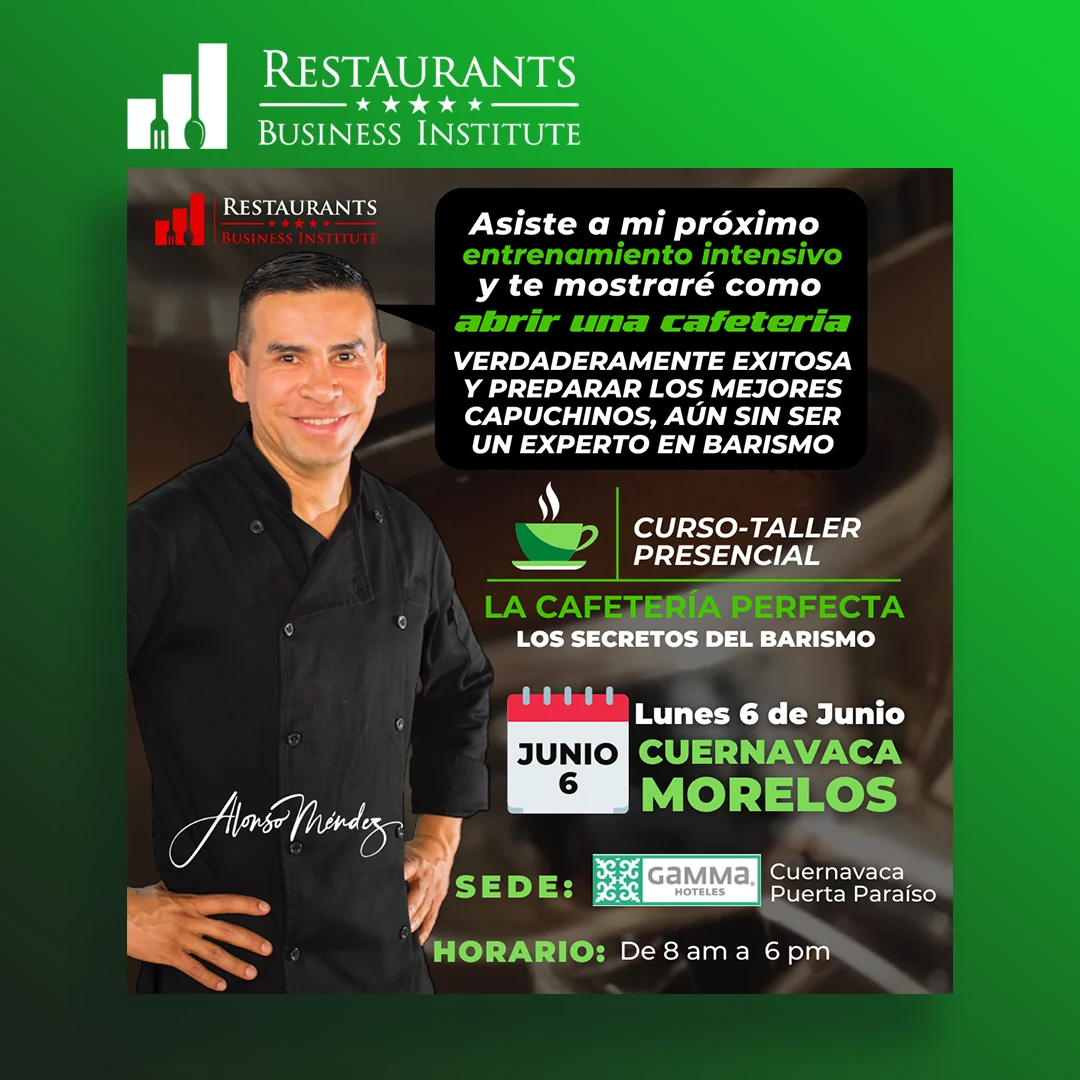 RESTAURANTS
BUSINESS INSTITUTE
RESTAURANTS
BUSINESS INSTITUTE
Asiste a mi próximo
entrenamiento intensivo
y te mostraré como
abrir una cafeteria
VERDADERAMENTE EXITOSA
Y PREPARAR LOS MEJORES
CAPUCHINOS, AÚN SIN SER
UN EXPERTO EN BARISMO
CURSO-TALLER
PRESENCIAL
LA CAFETERÍA PERFECTA
LOS SECRETOS DEL BARISMO
JUNIO
6
Lunes 6 de Junio
CUERNAVACA
MORELOS
Alonso Méndez
SEDE:
GAMMA®
HOTELES
Cuernavaca
Puerta Paraíso
HORARIO: De 8 am a 6 pm